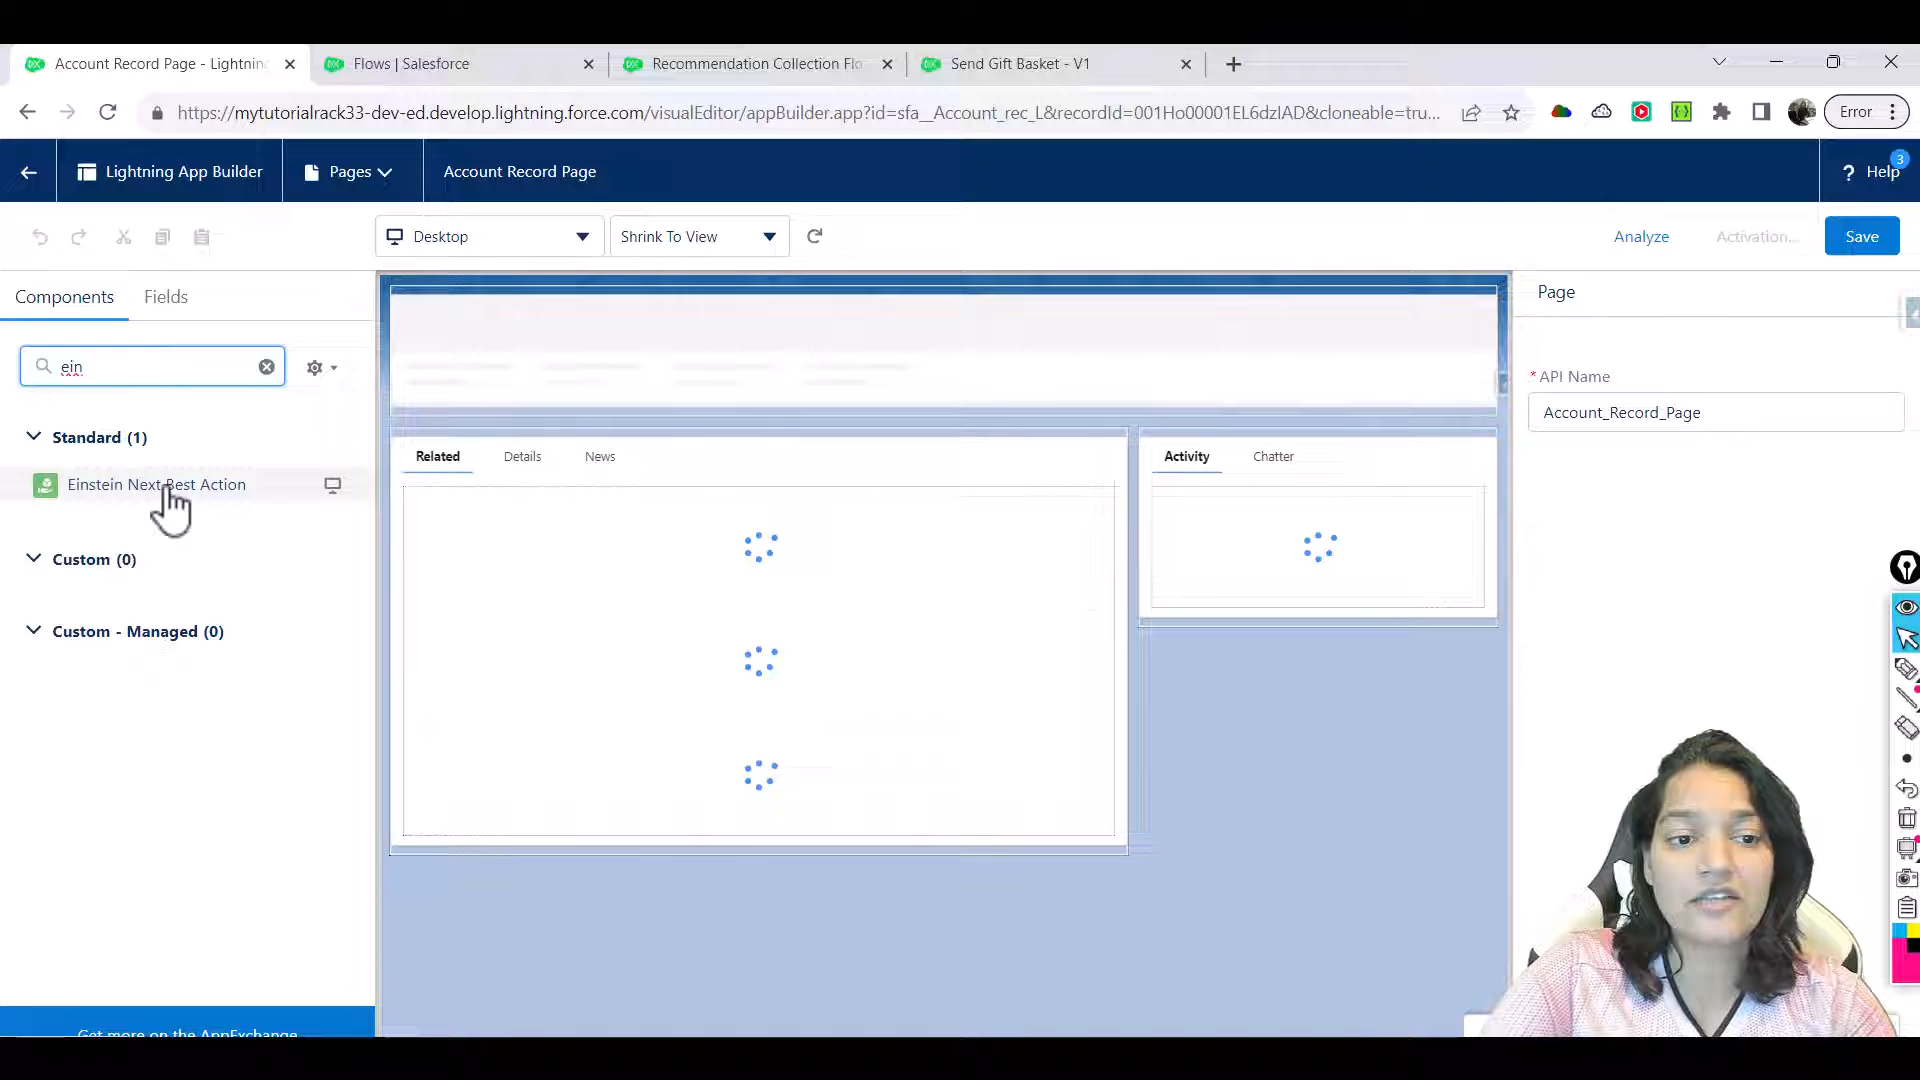 Account Record Page - Lightnin
Flows | Salesforce
Recommendation Collection Flo
Send Gift Basket - V1
https://mytutorialrack33-dev-ed.develop.lightning.force.com/visualEditor/appBuilder.app?id=sfa__Account_rec_L&recordId=001Ho00001EL6dzIAD&cloneable=tru...
Error
Lightning App Builder
Pages
Account Record Page
3
? Help
Desktop
Shrink To View
Analyze
Activation...
Save
Components
Fields
Page
ein
*API Name
Account_Record_Page
Standard (1)
Einstein Next Best Action
Custom (0)
Custom - Managed (0)
Related
Details
News
Activity
Chatter
Get more on the AppExchange